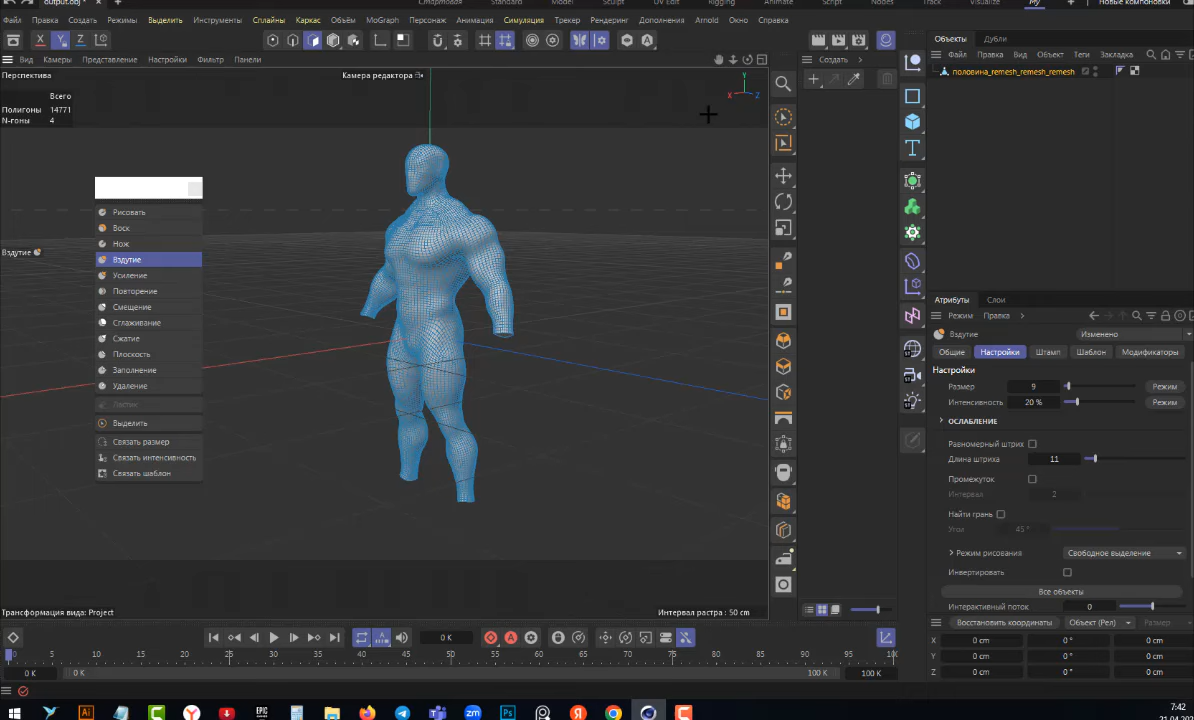 output.obj *
Стартовая
Model
Sculpt
UV Edit
Rigging
Animate
Script
Nodes
Track
Visualize
My
Новые компоновки
Файл
Правка
Создать
Режимы
Выделить
Инструменты
Сплайны
Каркас
Объём
MoGraph
Персонаж
Анимация
Симуляция
Трекер
Рендеринг
Дополнения
Arnold
Окно
Справка
X
Y
Z
Вид
Камеры
Представление
Настройки
Фильтр
Панели
Создать
Перспектива
Камера редактора
Всего
Полигоны 14771
N-гоны 4
Y
X
Z
Рисовать
Воск
Нож
Вздутие
Усиление
Повторение
Смещение
Сглаживание
Сжатие
Плоскость
Заполнение
Удаление
Ластик
Выделить
Связать размер
Связать интенсивность
Связать шаблон
Вздутие
Трансформация вида: Project
Интервал растра : 50 cm
Объекты
Дубли
Файл
Правка
Вид
Объект
Теги
Закладка
половина_remesh_remesh_remesh
Атрибуты
Слои
Режим
Правка
Вздутие
Изменено
Общие
Настройки
Штамп
Шаблон
Модификаторы
Настройки
Размер 9 Режим
Интенсивность 20 % Режим
ОСЛАБЛЕНИЕ
Равномерный штрих
Длина штриха 11
Промежуток
Интервал 2
Найти грань
Угол 45 °
Режим рисования Свободное выделение
Инвертировать
Все объекты
Интерактивный поток 0
Восстановить координаты
Объект (Рел)
Размер
X 0 cm 0 ° 0 cm
Y 0 cm 0 ° 0 cm
Z 0 cm 0 ° 0 cm
0 K
0 5 10 15 20 25 30 35 40 45 50 55 60 65 70 75 80 85 90 95 100
0 K
0 K
100 K
100 K
7:42